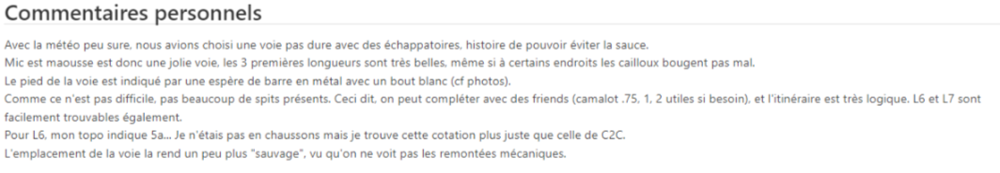 Commentaires personnels
Avec la météo peu sure, nous avions choisi une voie pas dure avec des échappatoires, histoire de pouvoir éviter la sauce.
Mic est maousse est donc une jolie voie, les 3 premières longueurs sont très belles, même si à certains endroits les cailloux bougent pas mal.
Le pied de la voie est indiqué par une espère de barre en métal avec un bout blanc (cf photos).
Comme ce n'est pas difficile, pas beaucoup de spits présents. Ceci dit, on peut compléter avec des friends (camalot .75, 1, 2 utiles si besoin), et l'itinéraire est très logique. L6 et L7 sont
facilement trouvables également.
Pour L6, mon topo indique 5a... Je n'étais pas en chaussons mais je trouve cette cotation plus juste que celle de C2C.
L'emplacement de la voie la rend un peu plus "sauvage", vu qu'on ne voit pas les remontées mécaniques.